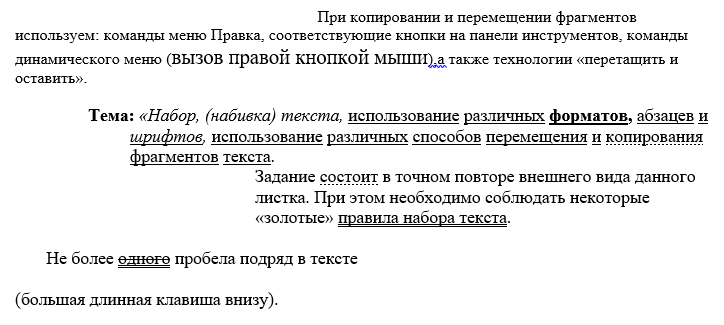 При копировании и перемещении фрагментов
используем: команды меню Правка, соответствующие кнопки на панели инструментов, команды
динамического меню (вызов правой кнопкой мыши),а также технологии «перетащить и
оставить».
Тема: «Набор, (набивка) текста, использование различных форматов, абзацев и
шрифтов, использование различных способов перемещения и копирования
фрагментов текста.
Задание состоит в точном повторе внешнего вида данного
листка. При этом необходимо соблюдать некоторые
«золотые» правила набора текста.
Не более одного пробела подряд в тексте
(большая длинная клавиша внизу).